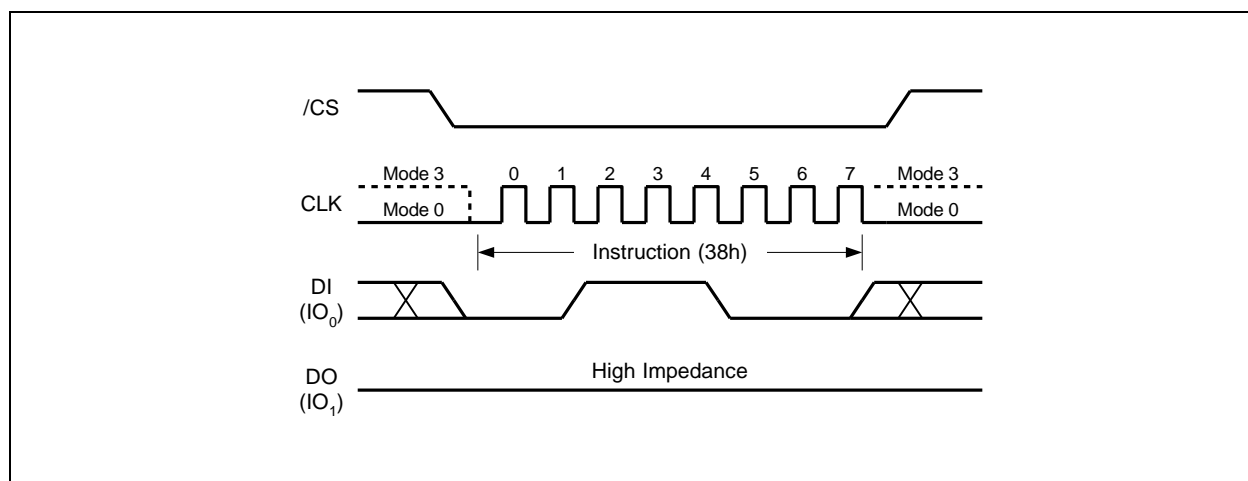 /CS
Mode 3 0 1 2 3 4 5 6 7 Mode 3
CLK
Mode 0 Mode 0
Instruction (38h)
DI
(IO₀)
High Impedance
DO
(IO₁)